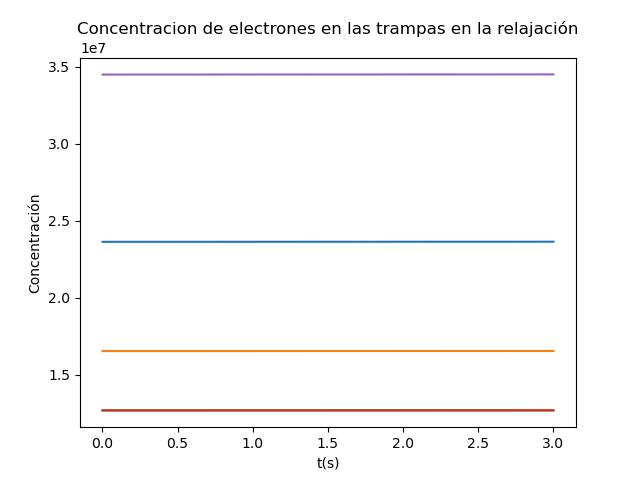 Concentracion de electrones en las trampas en la relajación
1e7
3.5
3.0
2.5
2.0
1.5
Concentración
0.0 0.5 1.0 1.5 2.0 2.5 3.0
t(s)